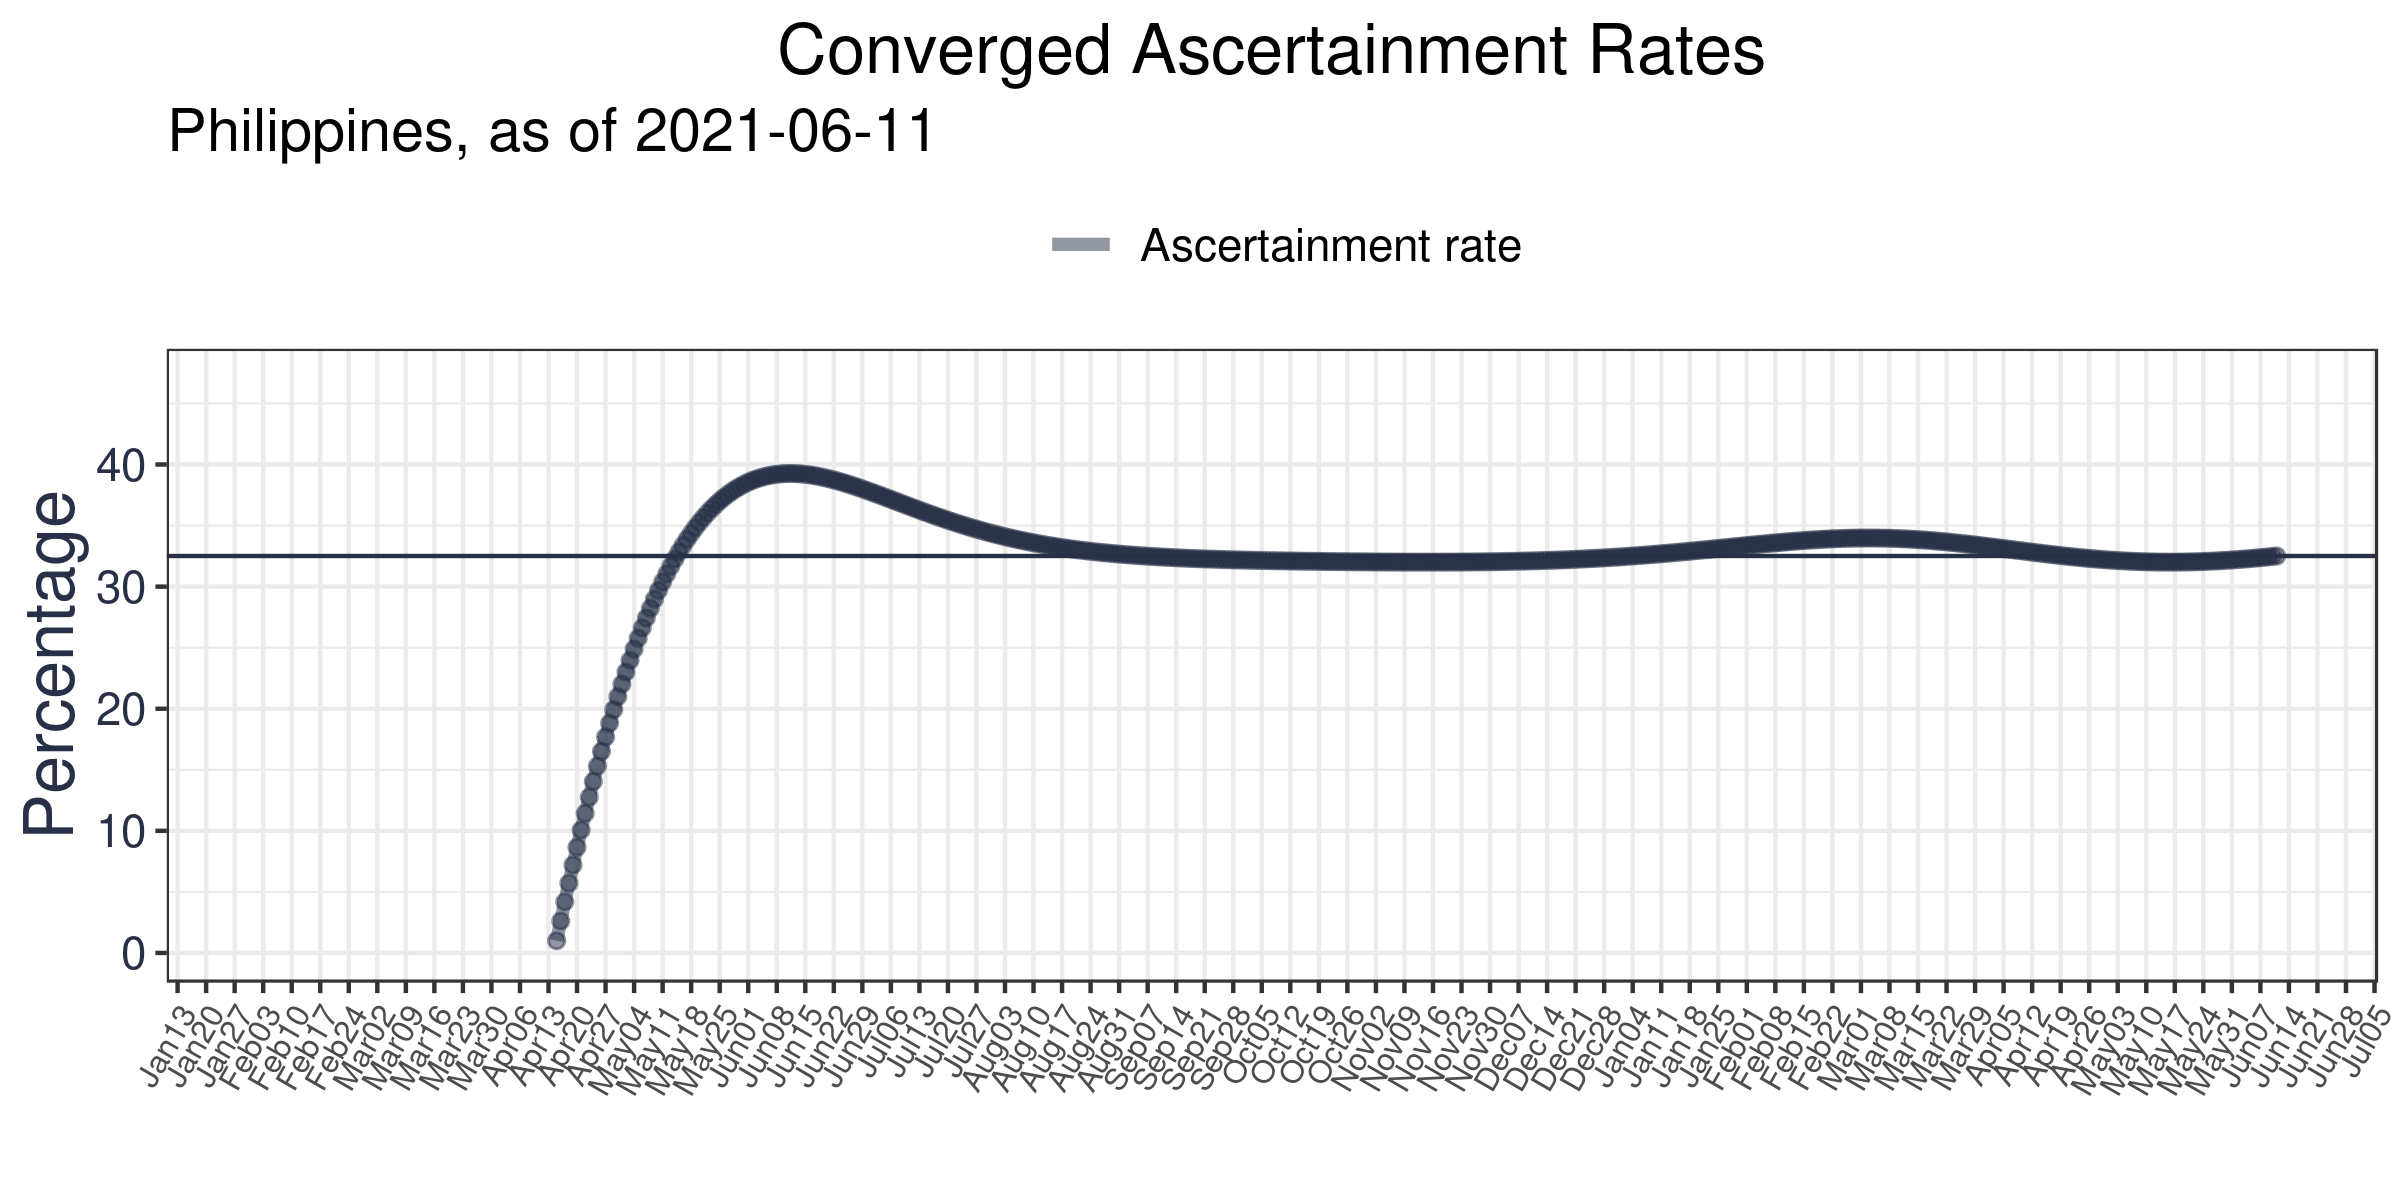 Converged Ascertainment Rates
Philippines, as of 2021-06-11
Ascertainment rate
Percentage
40
30
20
10
0
Jan13
Jan20
Jan27
Feb03
Feb10
Feb17
Feb24
Mar02
Mar09
Mar16
Mar23
Mar30
Apr06
Apr13
Apr20
Apr27
May04
May11
May18
May25
Jun01
Jun08
Jun15
Jun22
Jun29
Jul06
Jul13
Jul20
Jul27
Aug03
Aug10
Aug17
Aug24
Aug31
Sep07
Sep14
Sep21
Sep28
Oct05
Oct12
Oct19
Oct26
Nov02
Nov09
Nov16
Nov23
Nov30
Dec07
Dec14
Dec21
Dec28
Jan04
Jan11
Jan18
Jan25
Feb01
Feb08
Feb15
Feb22
Mar01
Mar08
Mar15
Mar22
Mar29
Apr05
Apr12
Apr19
Apr26
May03
May10
May17
May24
May31
Jun07
Jun14
Jun21
Jun28
Jul05